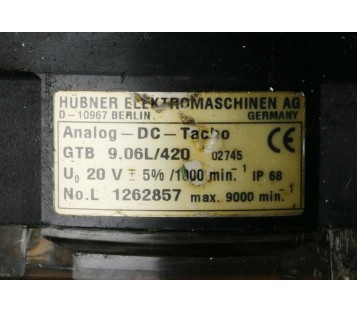 HÜBNER ELEKTROMASCHINEN AG
D-10967 BERLIN GERMANY
Analog-DC-Tacho CE
GTB 9.06L/420 02745
U₀ 20 V ± 5% /1000 min⁻¹ IP 68
No.L 1262857 max. 9000 min⁻¹